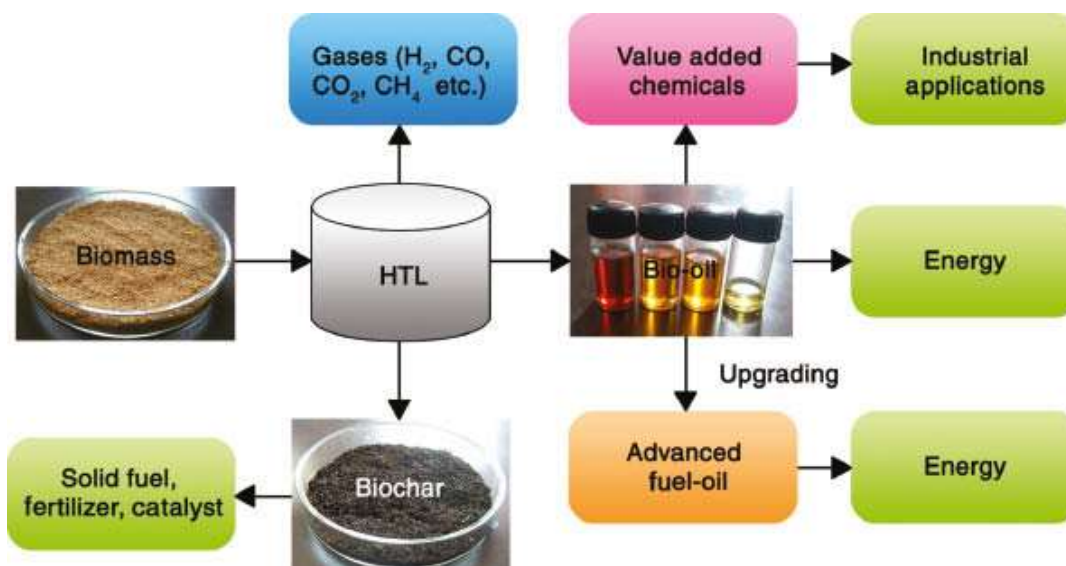 Gases (H₂, CO,
CO₂, CH₄ etc.)
Value added
chemicals
Industrial
applications
Biomass
HTL
Bio-oil
Energy
Upgrading
Solid fuel,
fertilizer, catalyst
Biochar
Advanced
fuel-oil
Energy